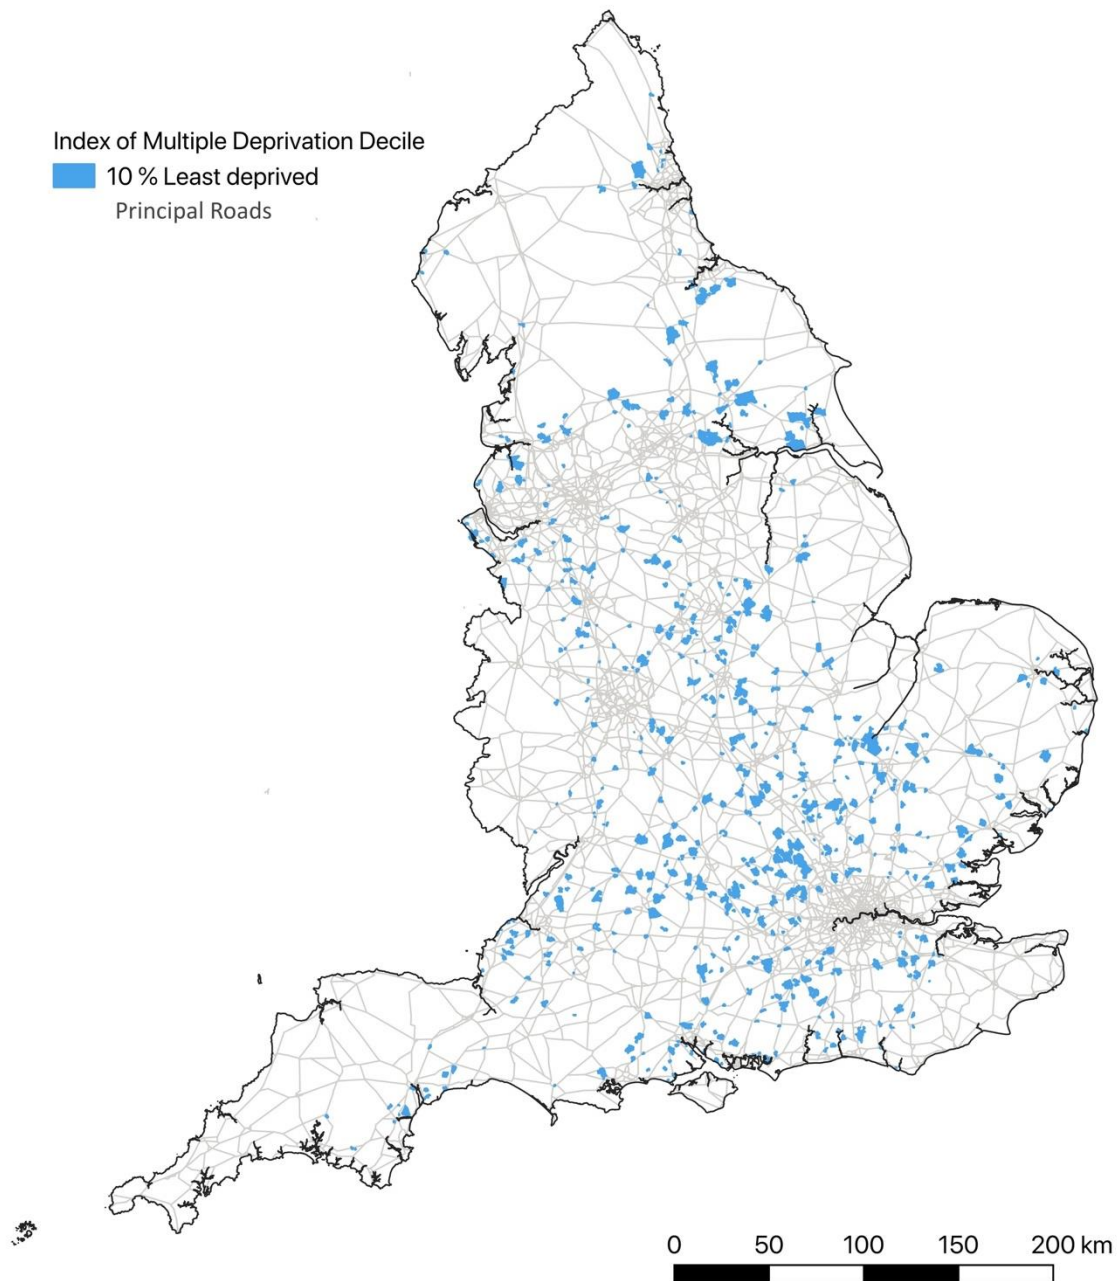 Index of Multiple Deprivation Decile
10 % Least deprived
Principal Roads
0 50 100 150 200 km